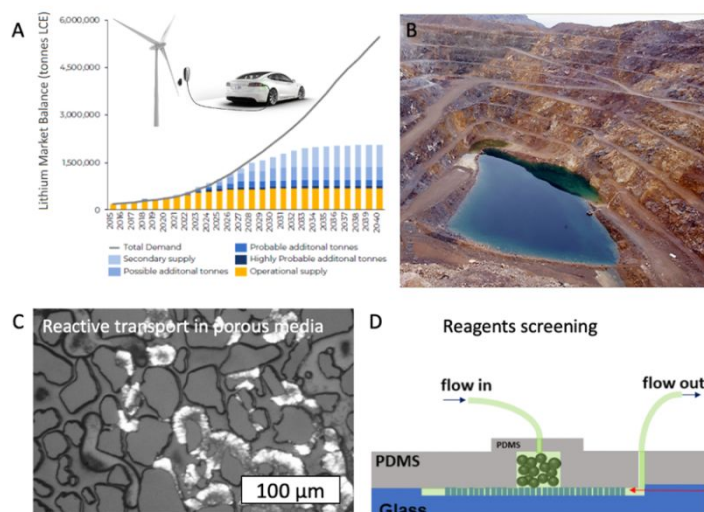 A
Lithium Market Balance (tonnes LCE)
6,000,000
4,500,000
3,000,000
1,500,000
0
2015
2016
2017
2018
2019
2020
2021
2022
2023
2024
2025
2026
2027
2028
2029
2030
2031
2032
2033
2034
2035
2036
2037
2038
2039
2040
Total Demand
Probable additonal tonnes
Secondary supply
Highly Probable additonal tonnes
Possible additonal tonnes
Operational supply
B
C
Reactive transport in porous media
100 μm
D
Reagents screening
flow in
flow out
PDMS
PDMS
Glass